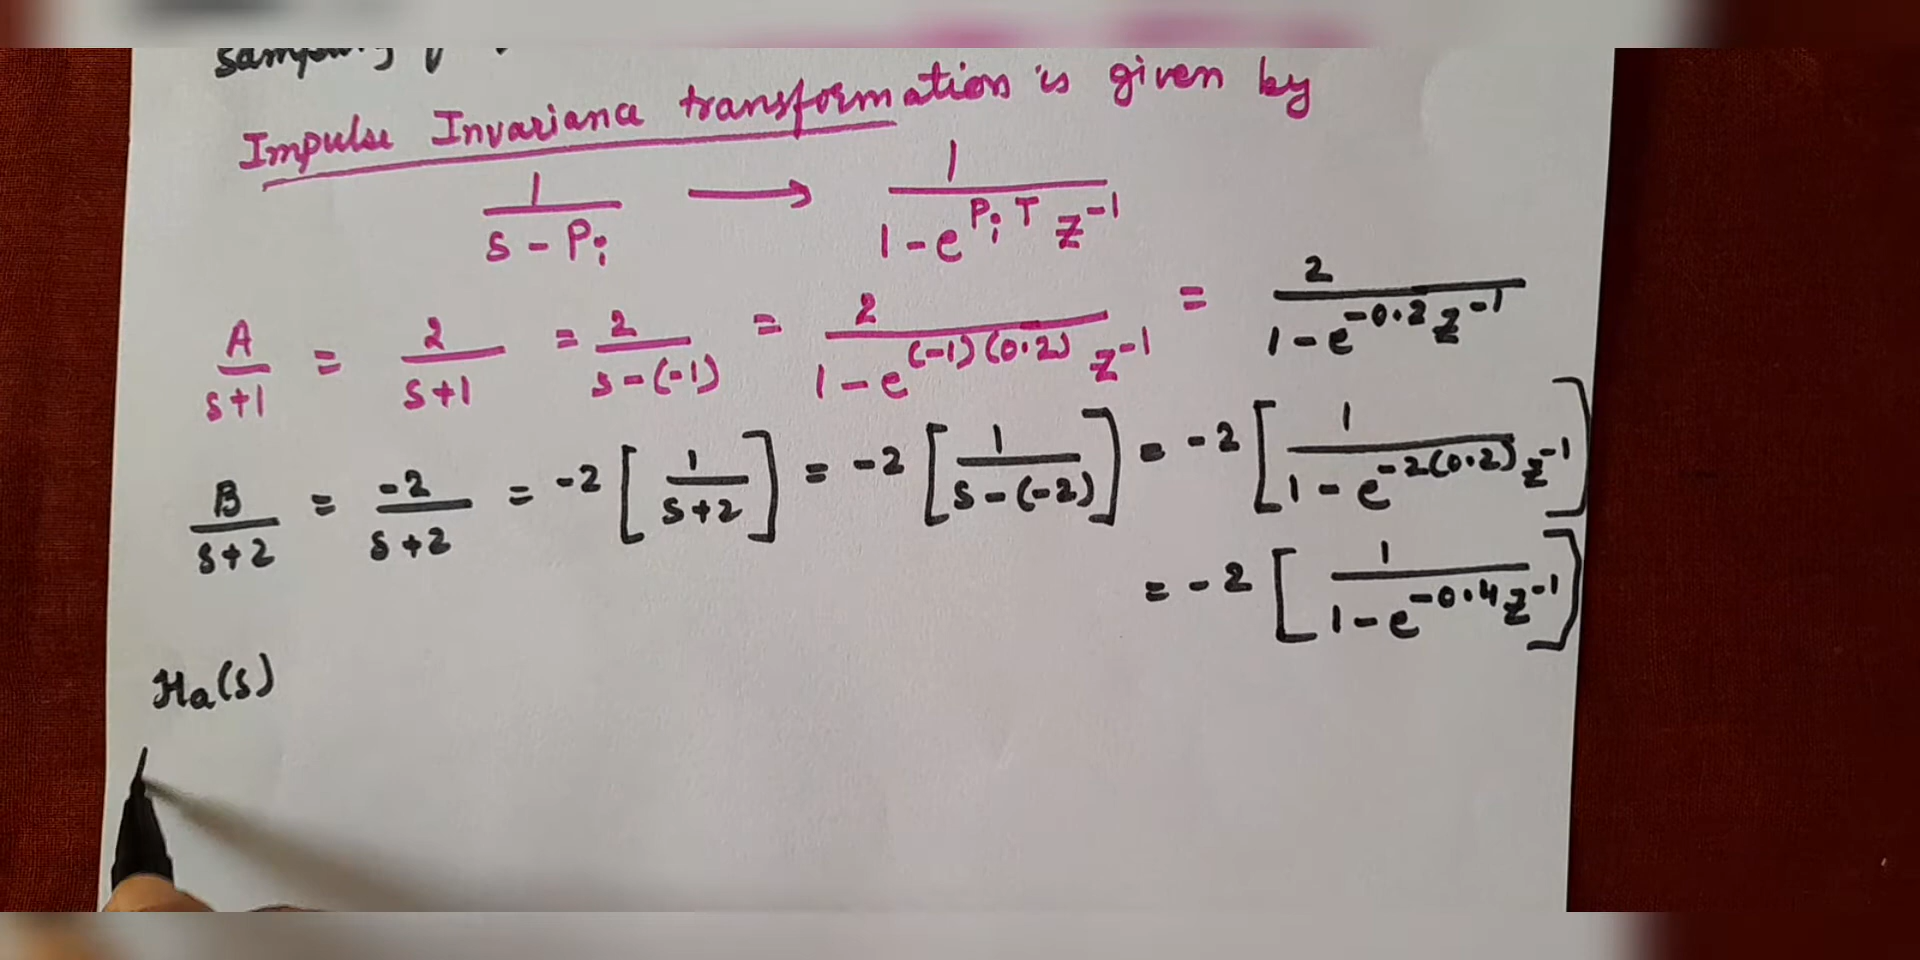 Impulse Invariance transformation is given by
1/(s - Pi) ⟶ 1/(1 - e^(PiT) z^-1)
A/(s+1) = 2/(s+1) = 2/(s-(-1)) = 2/(1 - e^((-1)(0.2)) z^-1) = 2/(1 - e^(-0.2) z^-1)
B/(s+2) = -2/(s+2) = -2 [1/(s+2)] = -2 [1/(s-(-2))] = -2 [1/(1 - e^(-2(0.2)) z^-1)]
= -2 [1/(1 - e^(-0.4) z^-1)]
Ha(s)